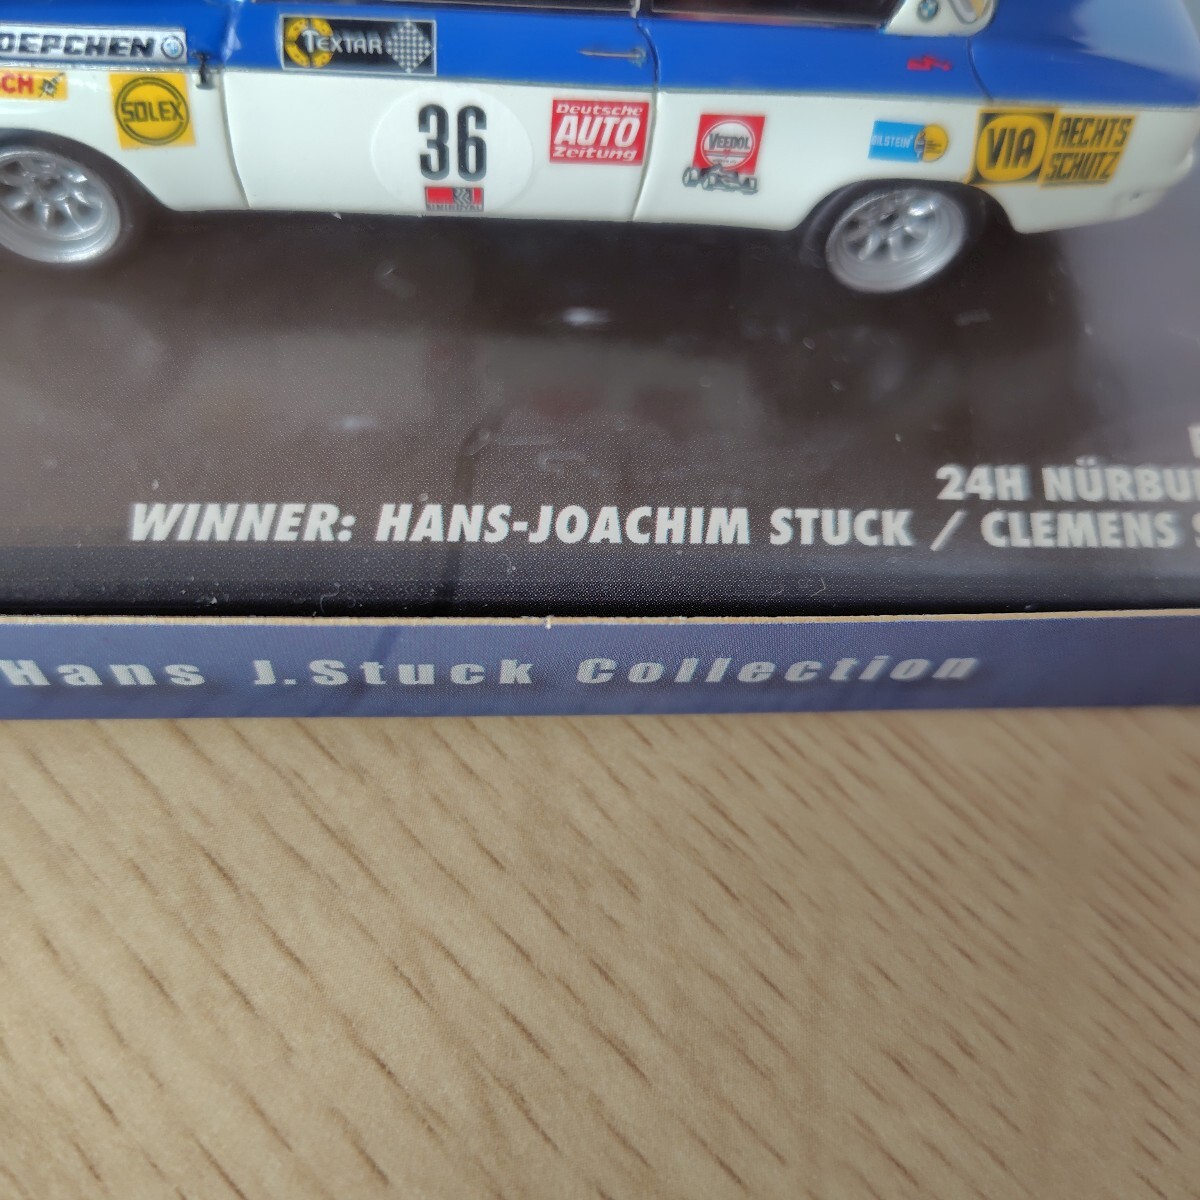 OEPCHEN
TEXTAR
SCH
SOLEX
36
Deutsche
AUTO
Zeitung
VEEDOL
BILSTEIN
VIA
RECHTS
SCHUTZ
24H NÜRBU
WINNER: HANS-JOACHIM STUCK / CLEMENS S
Hans J.Stuck Collection